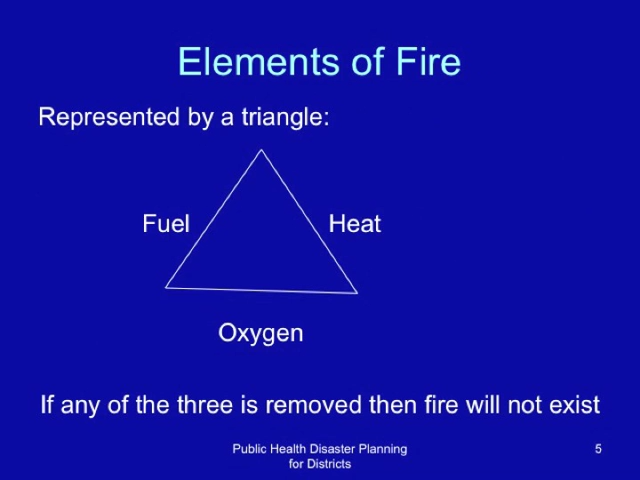 Elements of Fire
Represented by a triangle:
Fuel
Heat
Oxygen
If any of the three is removed then fire will not exist
Public Health Disaster Planning
for Districts
5